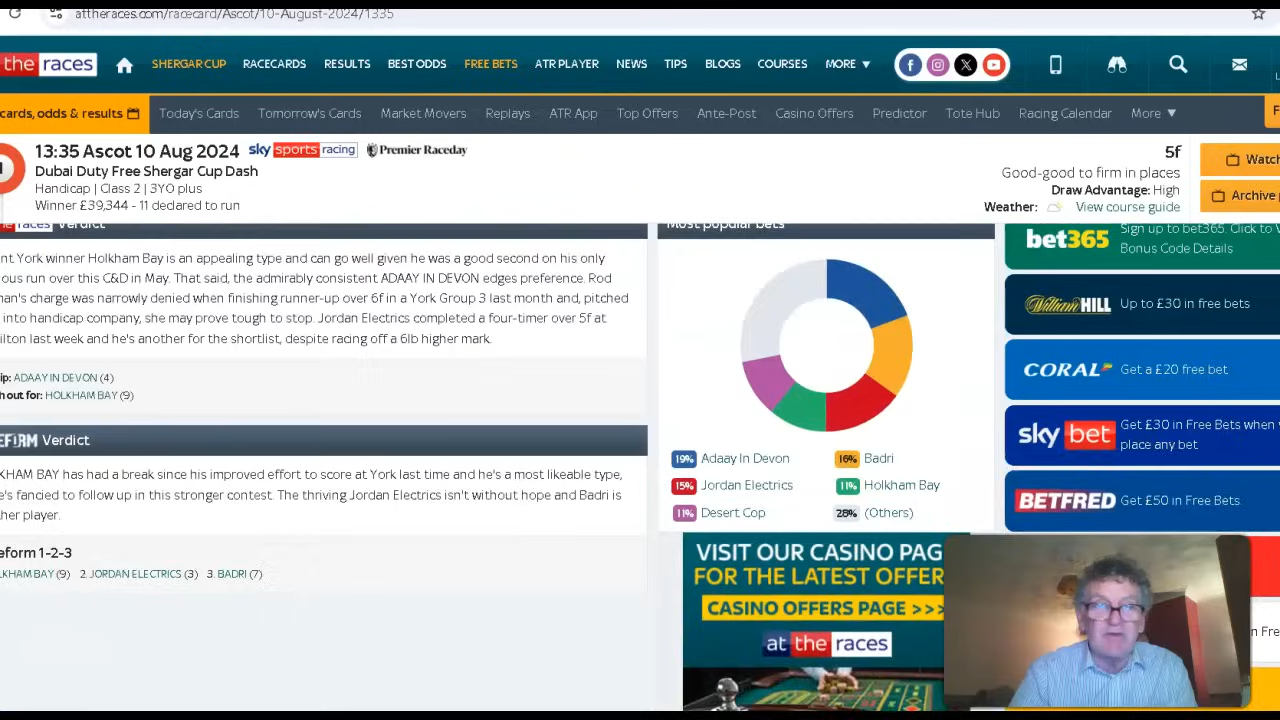 attheraces.com/racecard/Ascot/10-August-2024/1335
the races
SHERGAR CUP RACECARDS RESULTS BEST ODDS FREE BETS ATR PLAYER NEWS TIPS BLOGS COURSES MORE ▼
cards, odds & results Today's Cards Tomorrow's Cards Market Movers Replays ATR App Top Offers Ante-Post Casino Offers Predictor Tote Hub Racing Calendar More ▼
13:35 Ascot 10 Aug 2024 sky sports racing Premier Raceday
Dubai Duty Free Shergar Cup Dash
Handicap | Class 2 | 3YO plus
Winner £39,344 - 11 declared to run
5f
Good-good to firm in places
Draw Advantage: High
Weather: View course guide
Watch
Archive
the races Verdict
nt York winner Holkham Bay is an appealing type and can go well given he was a good second on his only
ous run over this C&D in May. That said, the admirably consistent ADAAY IN DEVON edges preference. Rod
man's charge was narrowly denied when finishing runner-up over 6f in a York Group 3 last month and, pitched
into handicap company, she may prove tough to stop. Jordan Electrics completed a four-timer over 5f at
ilton last week and he's another for the shortlist, despite racing off a 6lb higher mark.
ip: ADAAY IN DEVON (4)
h out for: HOLKHAM BAY (9)
EFORM Verdict
KHAM BAY has had a break since his improved effort to score at York last time and he's a most likeable type,
e's fancied to follow up in this stronger contest. The thriving Jordan Electrics isn't without hope and Badri is
her player.
eform 1-2-3
LKHAM BAY (9) 2. JORDAN ELECTRICS (3) 3. BADRI (7)
Most popular bets
19% Adaay In Devon 16% Badri
15% Jordan Electrics 11% Holkham Bay
11% Desert Cop 28% (Others)
VISIT OUR CASINO PAG
FOR THE LATEST OFFER
CASINO OFFERS PAGE >>>
at the races
bet365 Sign up to bet365. Click to
Bonus Code Details
William HILL Up to £30 in free bets
CORAL Get a £20 free bet
sky bet Get £30 in Free Bets when
place any bet
BETFRED Get £50 in Free Bets.
n Fre